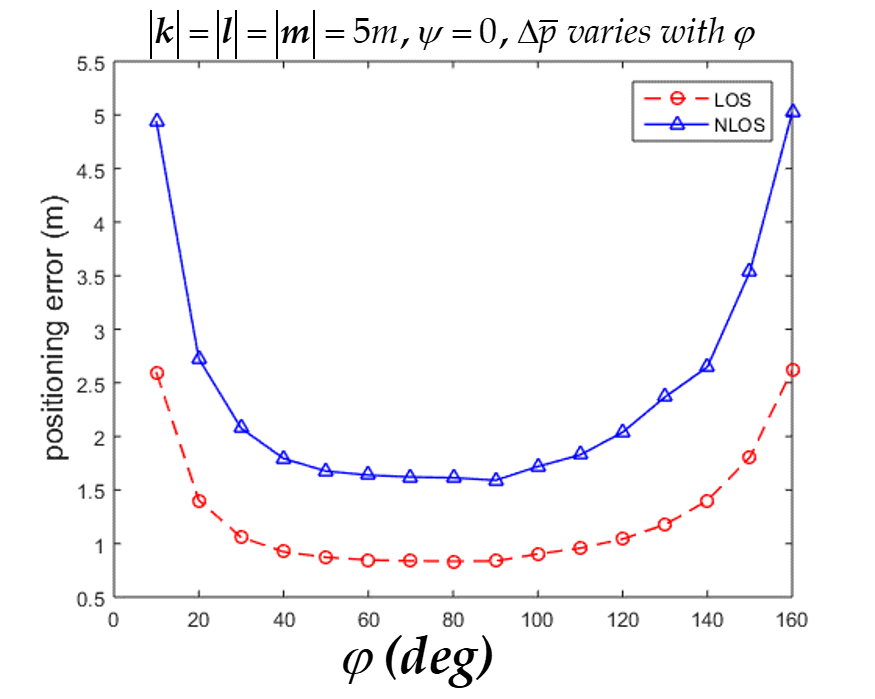 |k| = |l| = |m| = 5m, ψ = 0, Δp̅ varies with φ
5.5
5
4.5
4
3.5
3
2.5
2
1.5
1
0.5
positioning error (m)
LOS
NLOS
0 20 40 60 80 100 120 140 160
φ (deg)